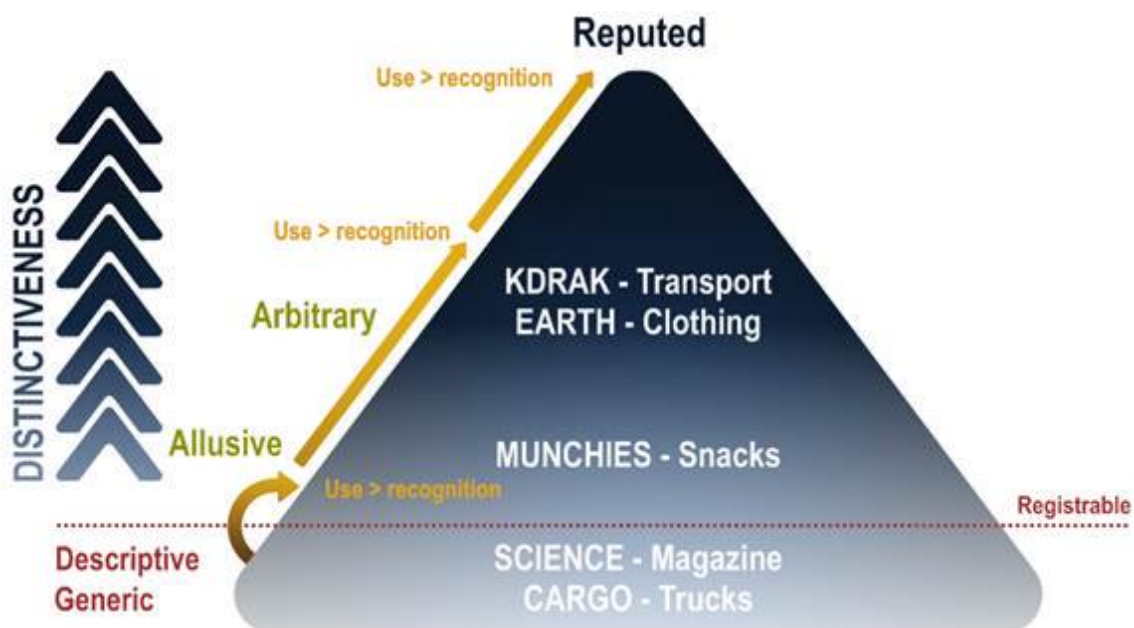 Reputed
Use > recognition
DISTINCTIVENESS
Use > recognition
KDRAK - Transport
EARTH - Clothing
Arbitrary
Allusive
MUNCHIES - Snacks
Use > recognition
Registrable
Descriptive
Generic
SCIENCE - Magazine
CARGO - Trucks